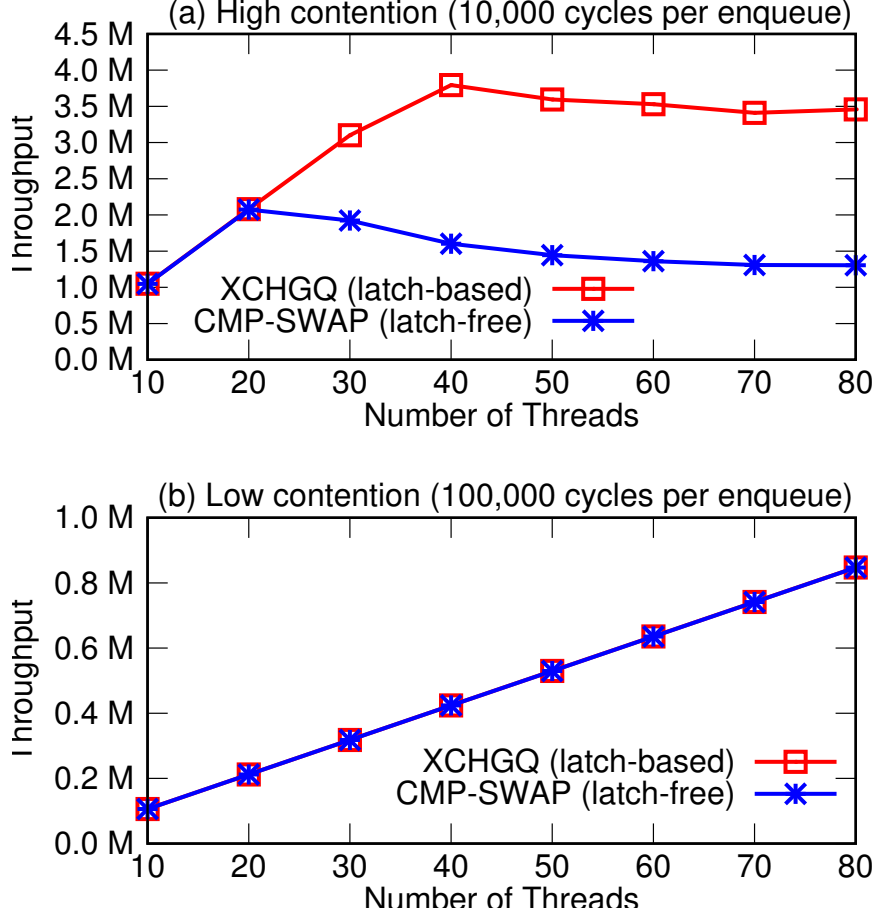 (a) High contention (10,000 cycles per enqueue)
4.5 M
4.0 M
3.5 M
3.0 M
2.5 M
2.0 M
1.5 M
1.0 M
0.5 M
0.0 M
Throughput
XCHGQ (latch-based)
CMP-SWAP (latch-free)
10 20 30 40 50 60 70 80
Number of Threads
(b) Low contention (100,000 cycles per enqueue)
1.0 M
0.8 M
0.6 M
0.4 M
0.2 M
0.0 M
Throughput
XCHGQ (latch-based)
CMP-SWAP (latch-free)
10 20 30 40 50 60 70 80
Number of Threads